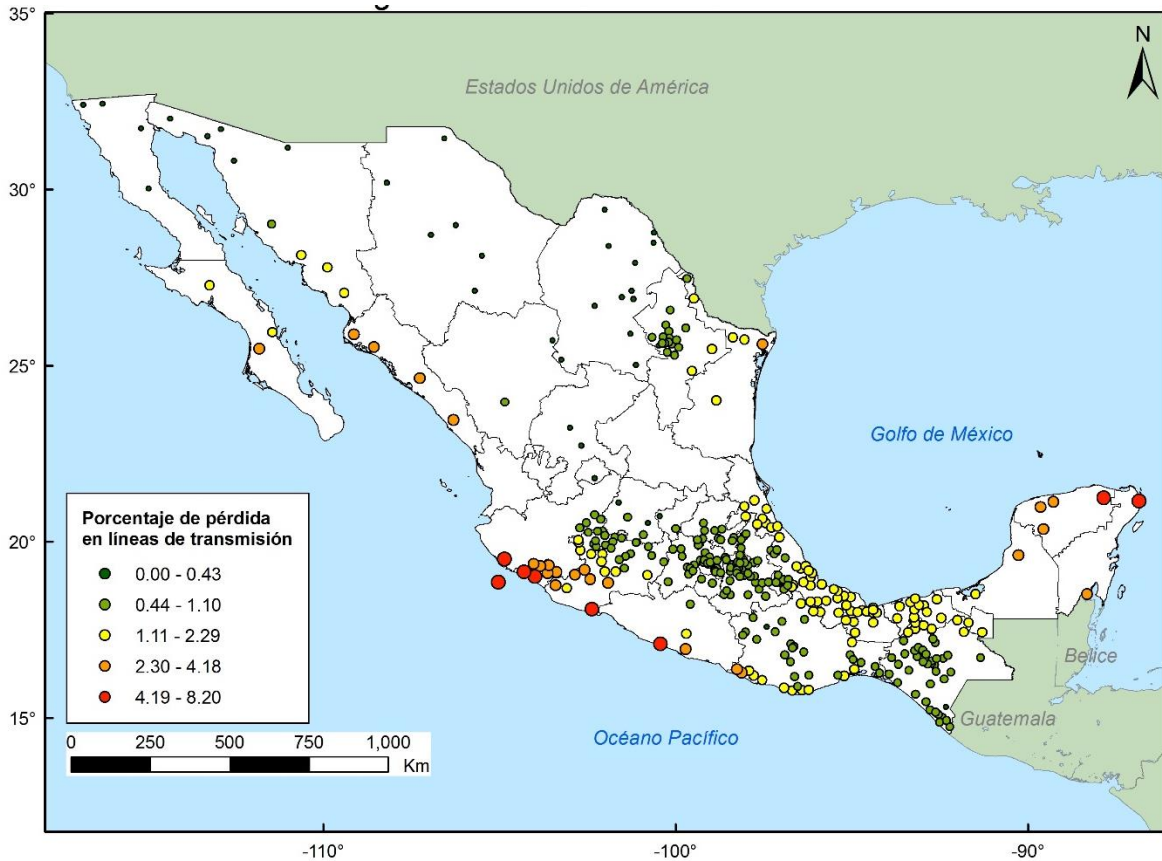 35°
N
Estados Unidos de América
30°
25°
Golfo de México
Porcentaje de pérdida
en líneas de transmisión
0.00 - 0.43
0.44 - 1.10
1.11 - 2.29
2.30 - 4.18
4.19 - 8.20
20°
Belice
Guatemala
15°
Océano Pacífico
0 250 500 750 1,000
Km
-110° -100° -90°